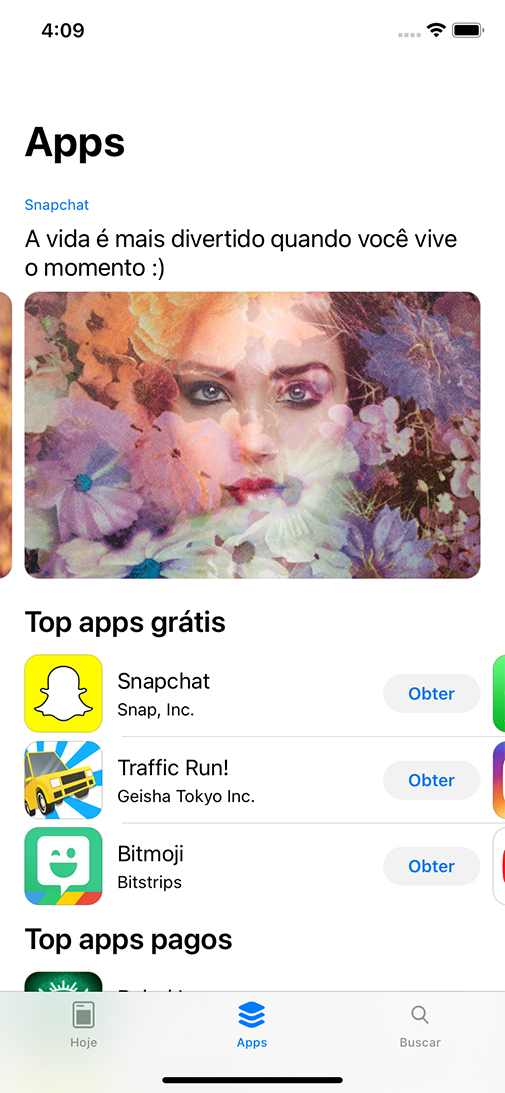 4:09
Apps
Snapchat
A vida é mais divertido quando você vive
o momento :)
Top apps grátis
Snapchat
Snap, Inc.
Obter
Traffic Run!
Geisha Tokyo Inc.
Obter
Bitmoji
Bitstrips
Obter
Top apps pagos
Hoje
Apps
Buscar